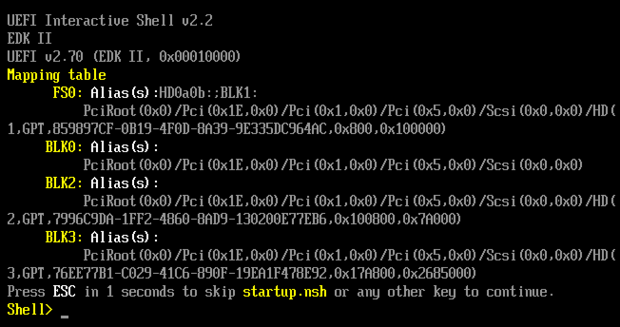 UEFI Interactive Shell v2.2
EDK II
UEFI v2.70 (EDK II, 0x00010000)
Mapping table
FS0: Alias(s):HD0a0b:;BLK1:
PciRoot(0x0)/Pci(0x1E,0x0)/Pci(0x1,0x0)/Pci(0x5,0x0)/Scsi(0x0,0x0)/HD(
1,GPT,859897CF-0B19-4F0D-8A39-9E335DC964AC,0x800,0x100000)
BLK0: Alias(s):
PciRoot(0x0)/Pci(0x1E,0x0)/Pci(0x1,0x0)/Pci(0x5,0x0)/Scsi(0x0,0x0)
BLK2: Alias(s):
PciRoot(0x0)/Pci(0x1E,0x0)/Pci(0x1,0x0)/Pci(0x5,0x0)/Scsi(0x0,0x0)/HD(
2,GPT,7996C9DA-1FF2-4860-8AD9-130200E77EB6,0x100800,0x7A000)
BLK3: Alias(s):
PciRoot(0x0)/Pci(0x1E,0x0)/Pci(0x1,0x0)/Pci(0x5,0x0)/Scsi(0x0,0x0)/HD(
3,GPT,76EE77B1-C029-41C6-890F-19EA1F478E92,0x17A800,0x2685000)
Press ESC in 1 seconds to skip startup.nsh or any other key to continue.
Shell> _